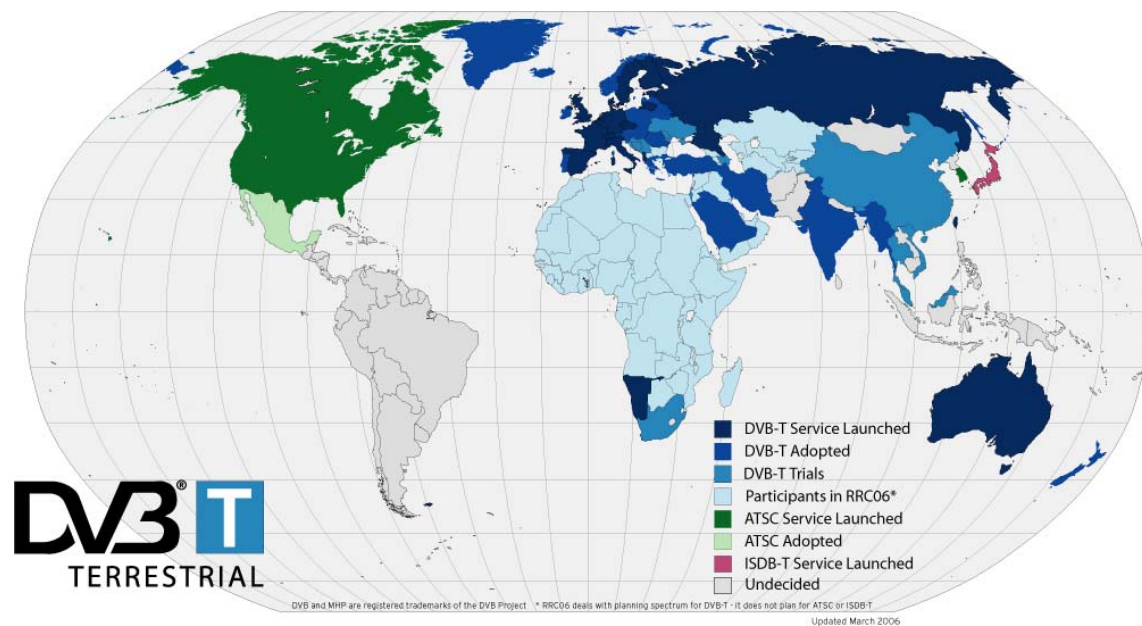 DVB-T Service Launched
DVB-T Adopted
DVB-T Trials
Participants in RRC06*
ATSC Service Launched
ATSC Adopted
ISDB-T Service Launched
Undecided
DVB® T
TERRESTRIAL
DVB and MHP are registered trademarks of the DVB Project * RRC06 deals with planning spectrum for DVB-T - it does not plan for ATSC or ISDB-T
Updated March 2006